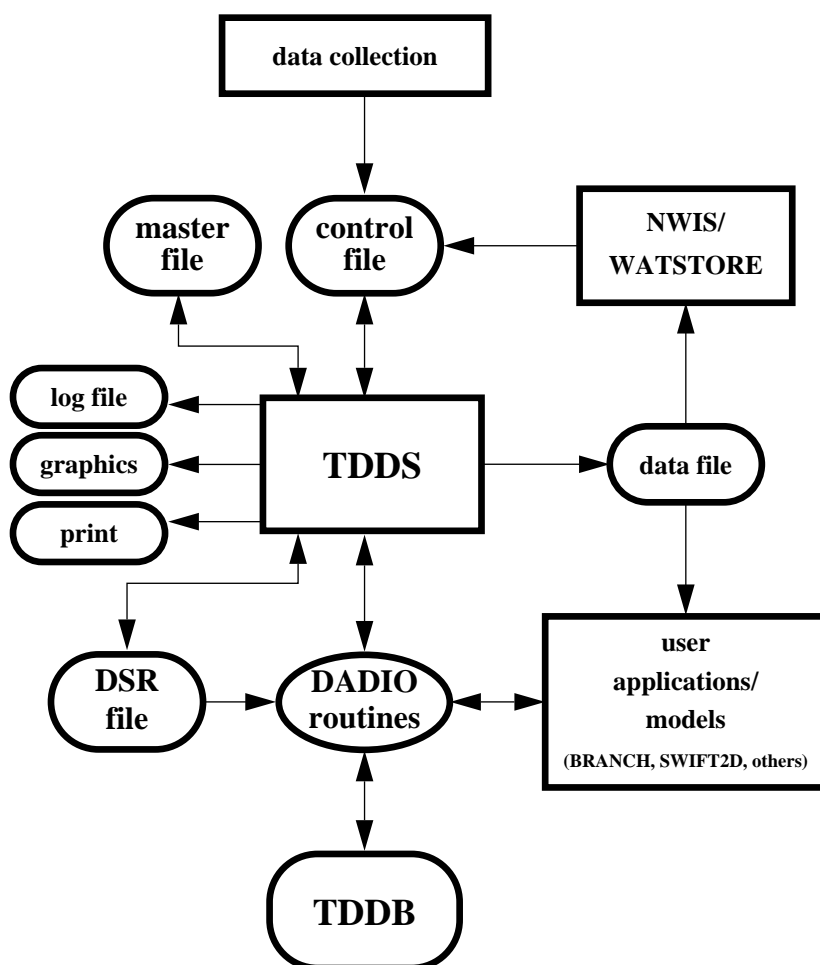 data collection
master
file
control
file
NWIS/
WATSTORE
log file
graphics
print
TDDS
data file
DSR
file
DADIO
routines
user
applications/
models
(BRANCH, SWIFT2D, others)
TDDB